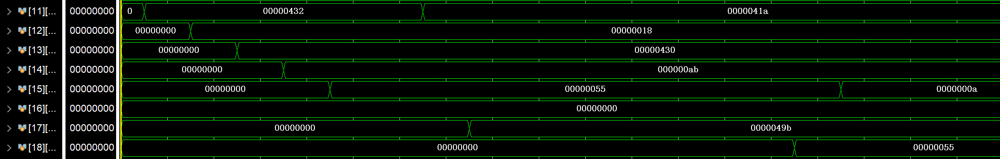 [11][... 00000000 0 00000432 0000041a
[12][... 00000000 00000000 00000018
[13][... 00000000 00000000 00000430
[14][... 00000000 00000000 000000ab
[15][... 00000000 00000000 00000055 0000000a
[16][... 00000000 00000000
[17][... 00000000 00000000 0000049b
[18][... 00000000 00000000 00000055